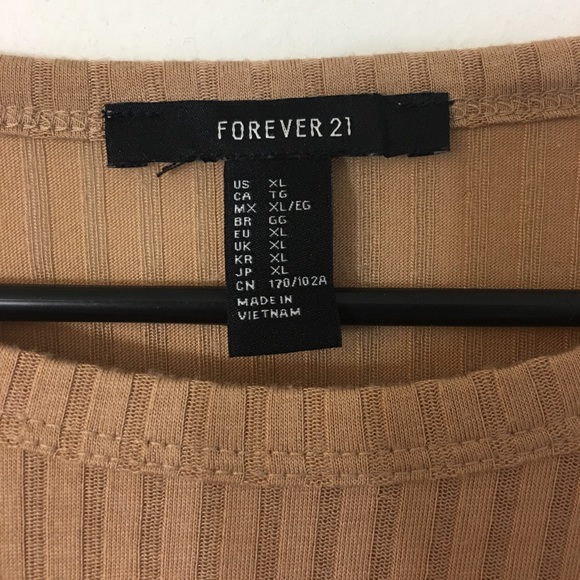 FOREVER 21
US XL
CA TG
MX XL/EG
BR GG
EU XL
UK XL
KR XL
JP XL
CN 170/102A
MADE IN
VIETNAM